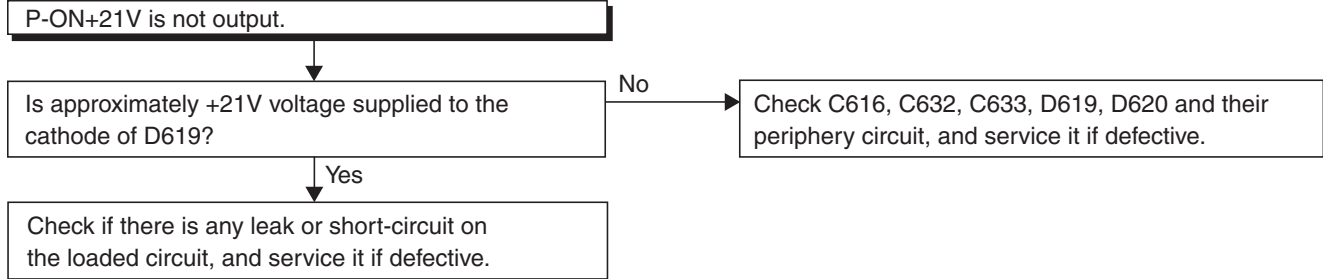 P-ON+21V is not output.
Is approximately +21V voltage supplied to the
cathode of D619?
No
Check C616, C632, C633, D619, D620 and their
periphery circuit, and service it if defective.
Yes
Check if there is any leak or short-circuit on
the loaded circuit, and service it if defective.